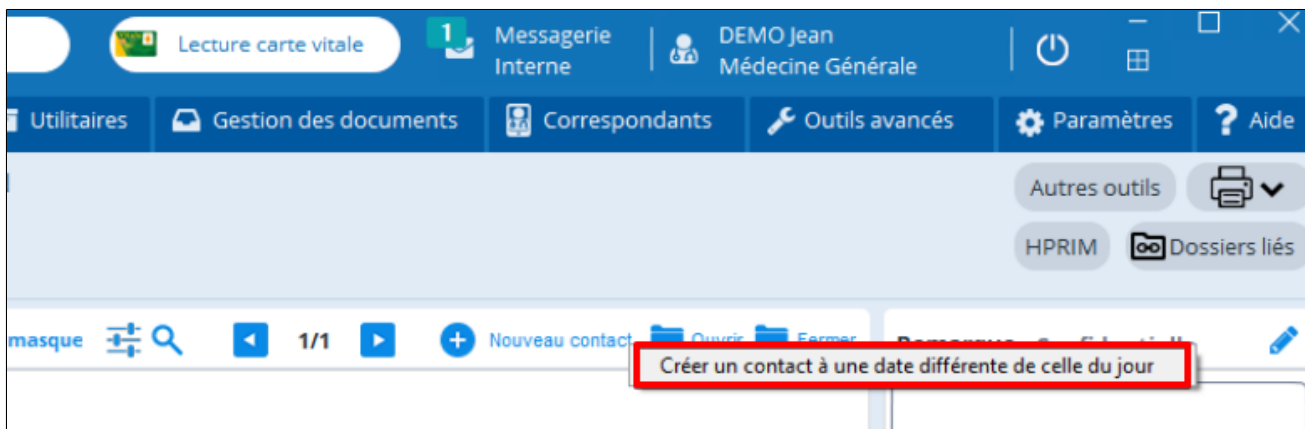 Lecture carte vitale
1
Messagerie
Interne
DEMO Jean
Médecine Générale
Utilitaires
Gestion des documents
Correspondants
Outils avancés
Paramètres
? Aide
Autres outils
HPRIM
Dossiers liés
masque
1/1
Nouveau contact
Ouvrir
Fermer
Remarque
Créer un contact à une date différente de celle du jour